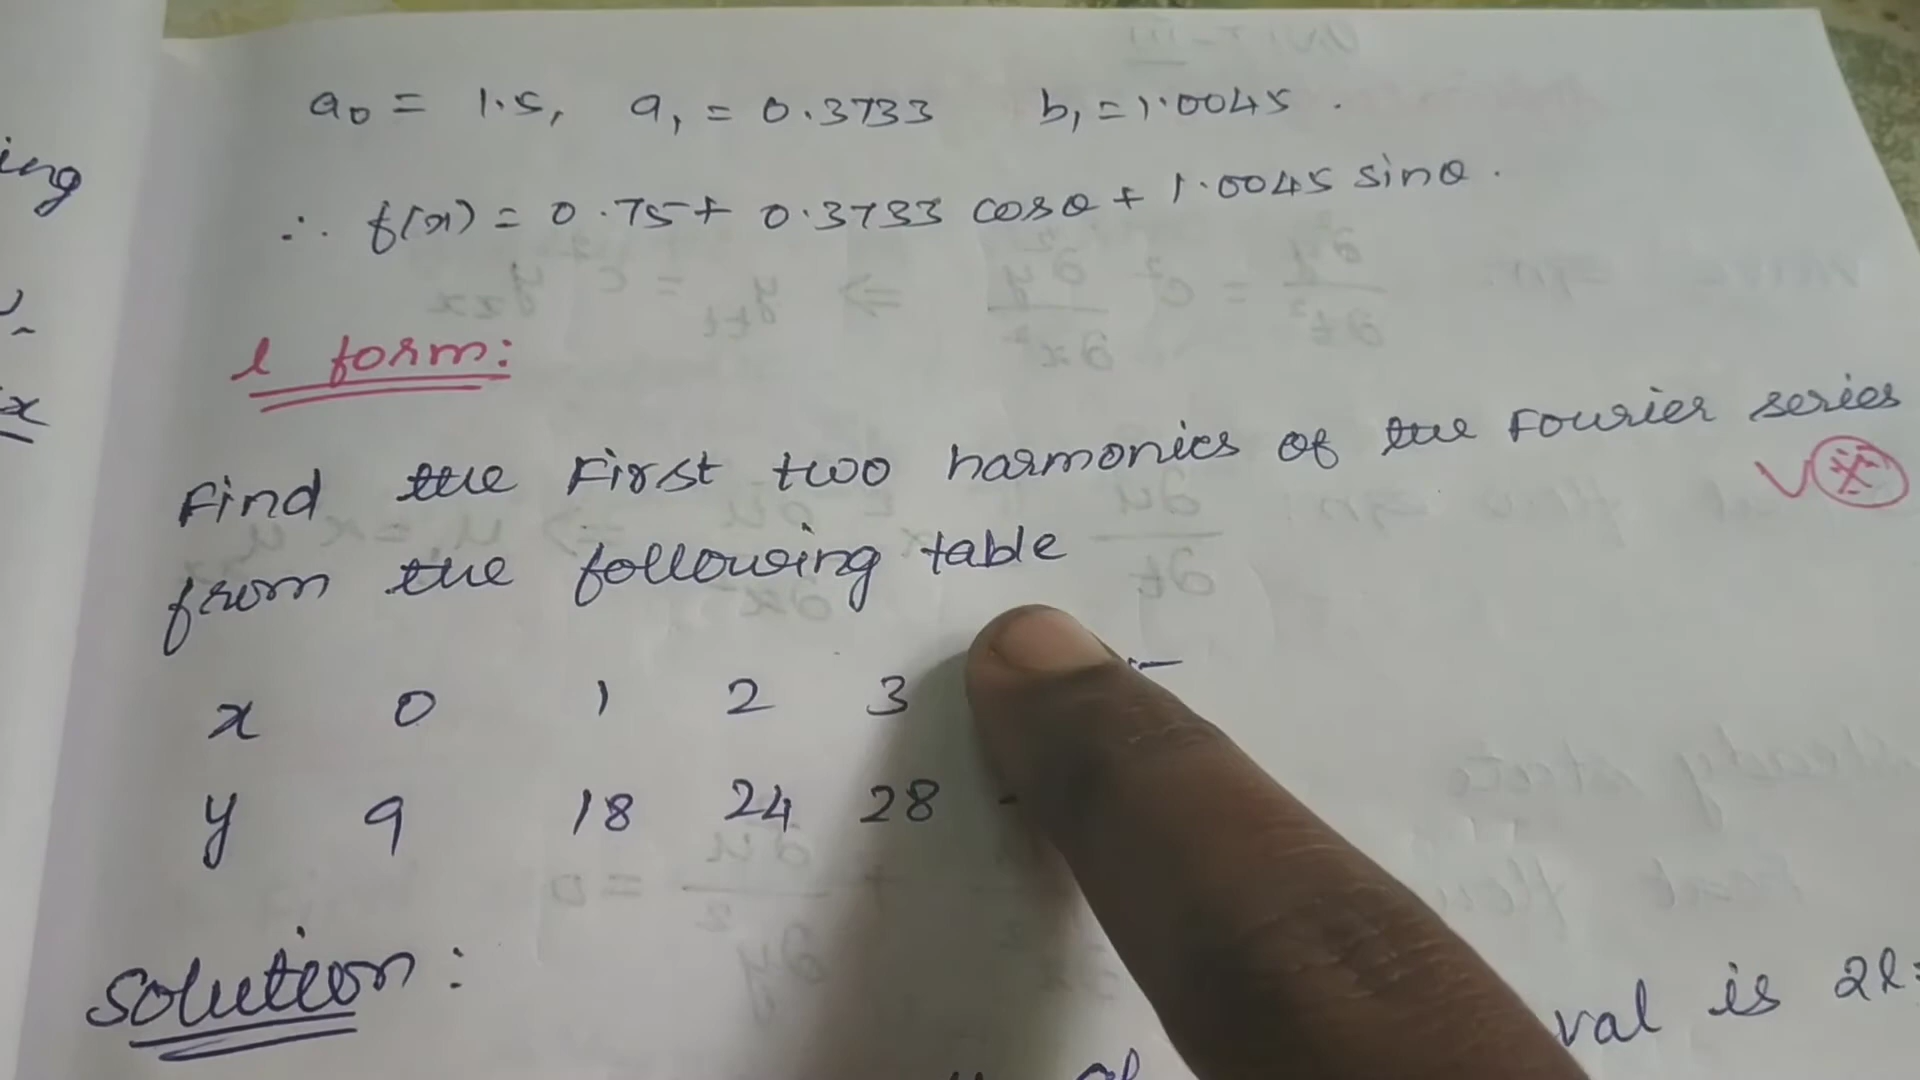 a₀ = 1.5, a₁ = 0.3733 b₁ = 1.0045.
ing
∴ f(x) = 0.75 + 0.3733 cosθ + 1.0045 sinθ.
l form:
x
Find the First two harmonics of the Fourier series
from the following table
x 0 1 2 3
y 9 18 24 28
Solution:
val is 2l =